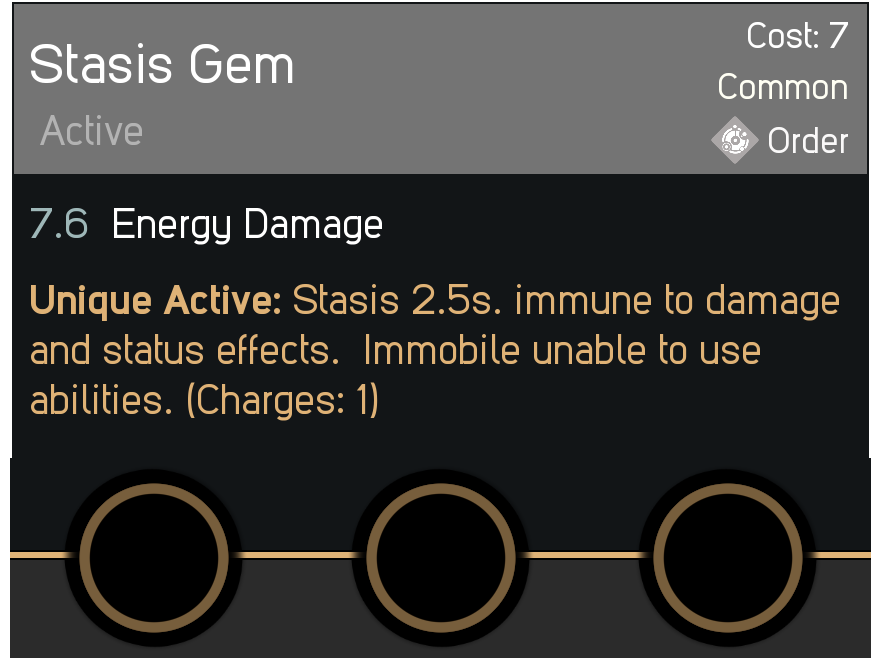 Stasis Gem
Cost: 7
Common
Active
Order
7.6 Energy Damage
Unique Active: Stasis 2.5s. immune to damage
and status effects.  Immobile unable to use
abilities. (Charges: 1)